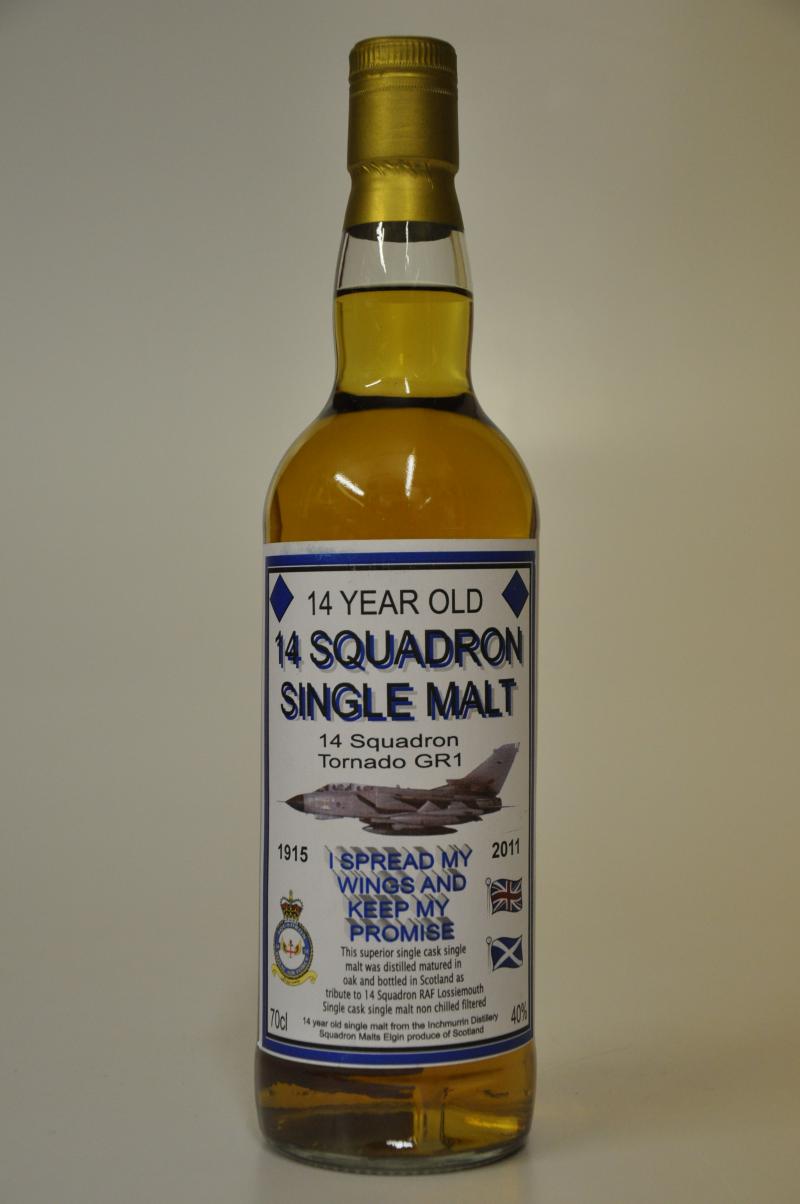 14 YEAR OLD
14 SQUADRON
SINGLE MALT
14 Squadron
Tornado GR1
1915
2011
I SPREAD MY
WINGS AND
KEEP MY
PROMISE
This superior single cask single
malt was distilled matured in
oak and bottled in Scotland as
tribute to 14 Squadron RAF Lossiemouth
Single cask single malt non chilled filtered
70cl
40%
14 year old single malt from the Inchmurrin Distillery
Squadron Malts Elgin produce of Scotland